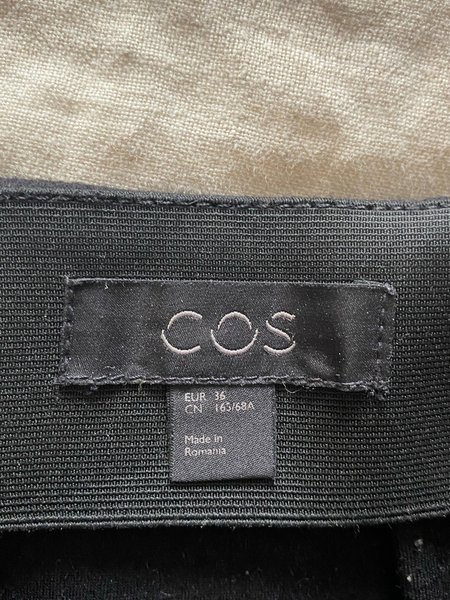 COS
EUR 36
CN 165/68A
Made in
Romania